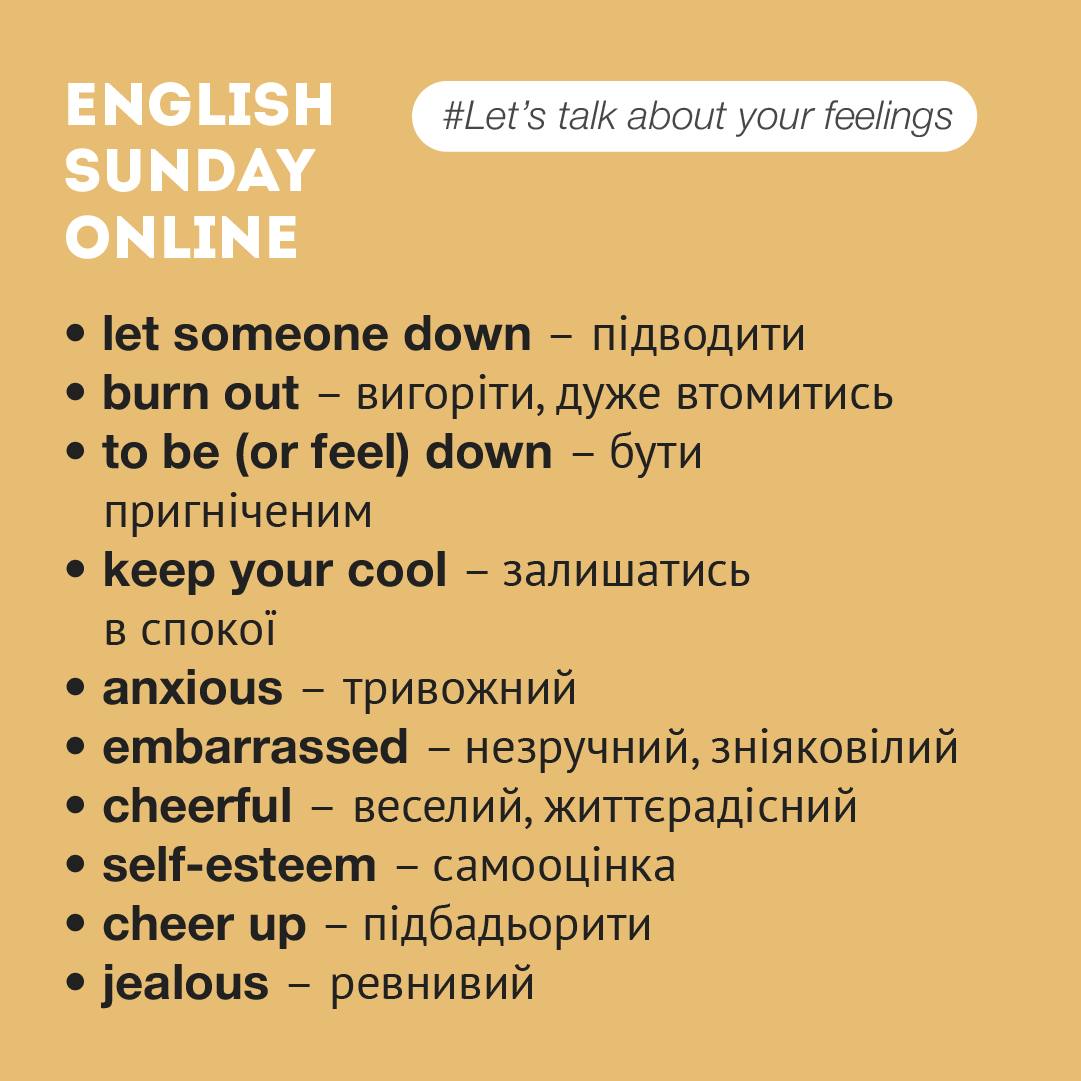 ENGLISH
SUNDAY
ONLINE
#Let's talk about your feelings
• let someone down – підводити
• burn out – вигоріти, дуже втомитись
• to be (or feel) down – бути
пригніченим
• keep your cool – залишатись
в спокої
• anxious – тривожний
• embarrassed – незручний, зніяковілий
• cheerful – веселий, життєрадісний
• self-esteem – самооцінка
• cheer up – підбадьорити
• jealous – ревнивий